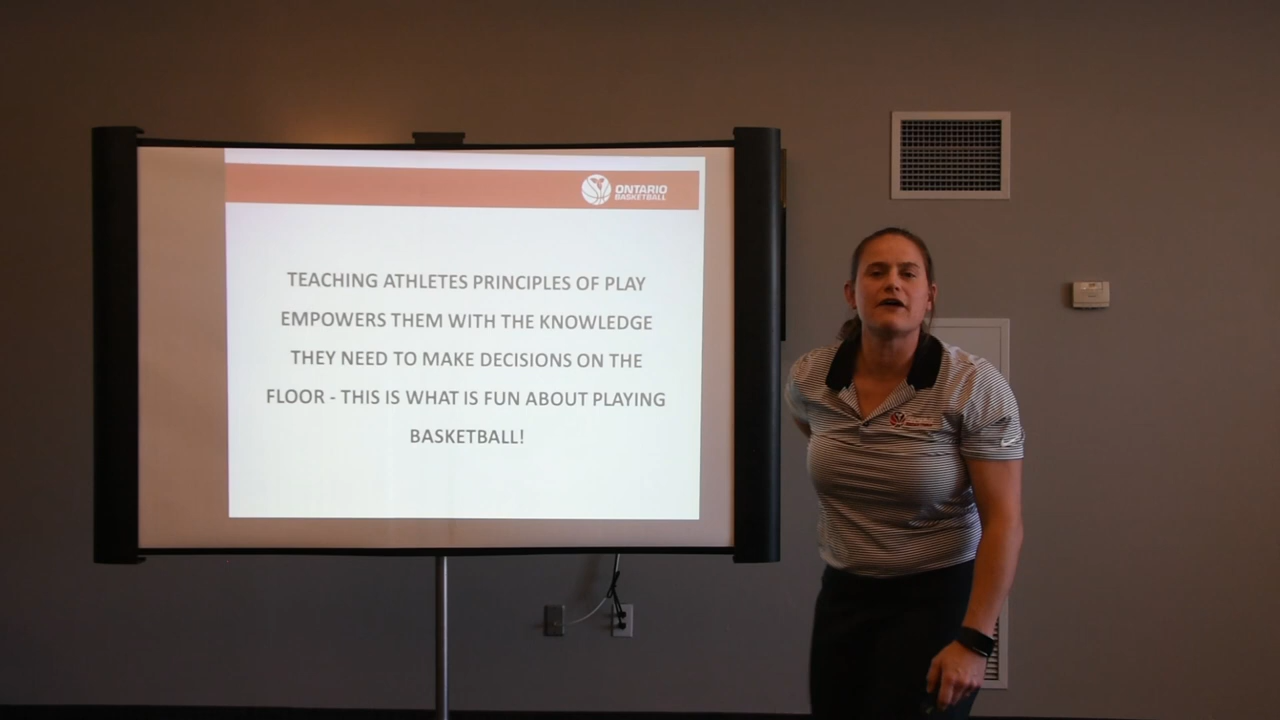 ONTARIO
BASKETBALL
TEACHING ATHLETES PRINCIPLES OF PLAY
EMPOWERS THEM WITH THE KNOWLEDGE
THEY NEED TO MAKE DECISIONS ON THE
FLOOR - THIS IS WHAT IS FUN ABOUT PLAYING
BASKETBALL!